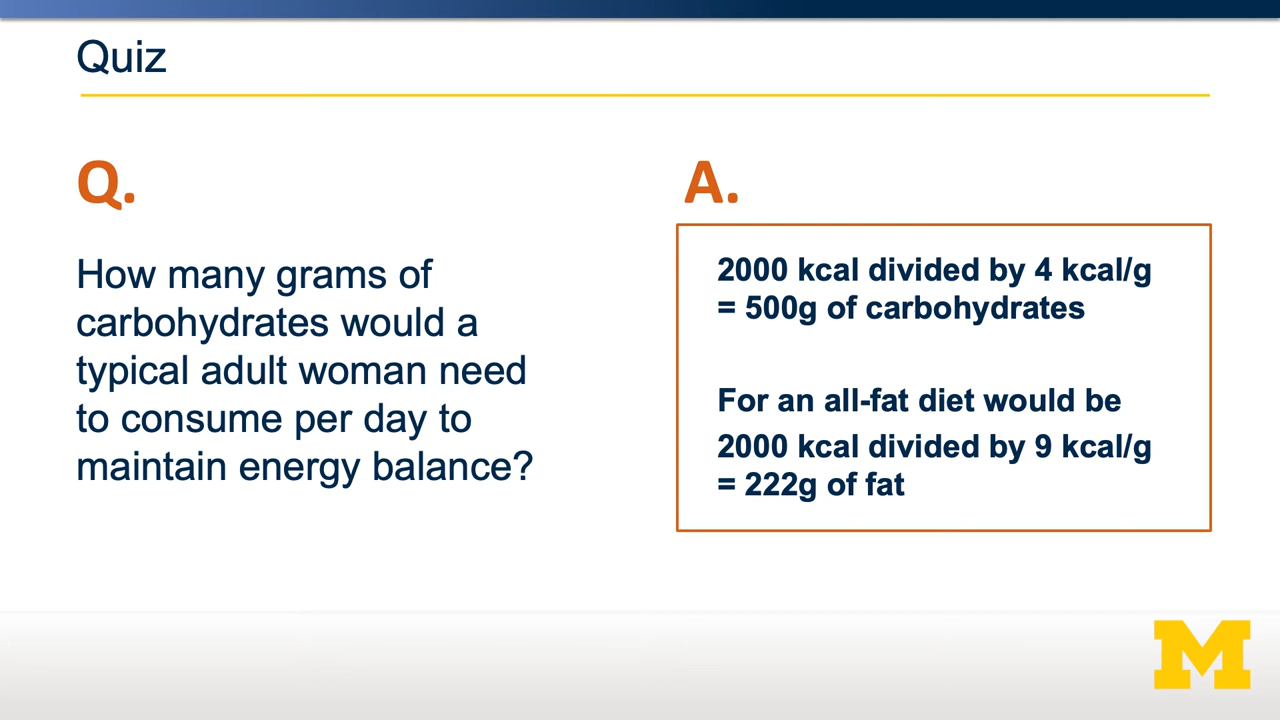 Quiz
Q.
How many grams of
carbohydrates would a
typical adult woman need
to consume per day to
maintain energy balance?
A.
2000 kcal divided by 4 kcal/g
= 500g of carbohydrates
For an all-fat diet would be
2000 kcal divided by 9 kcal/g
= 222g of fat
M